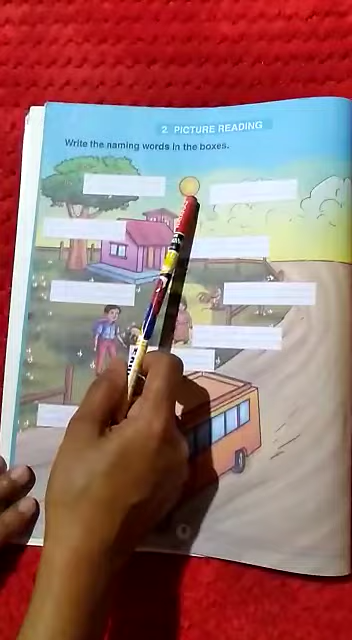 2 PICTURE READING
Write the naming words in the boxes.